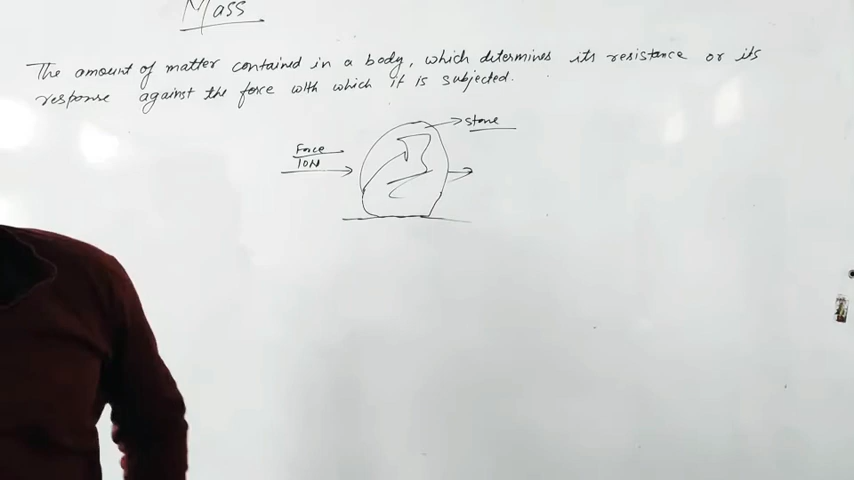 Mass
The amount of matter contained in a body, which determines its resistance or its
response against the force with which it is subjected.
stone
Force
10N